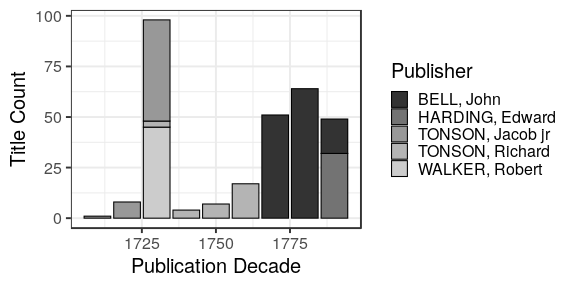 100
75
50
25
0
Title Count
1725
1750
1775
Publication Decade
Publisher
BELL, John
HARDING, Edward
TONSON, Jacob jr
TONSON, Richard
WALKER, Robert